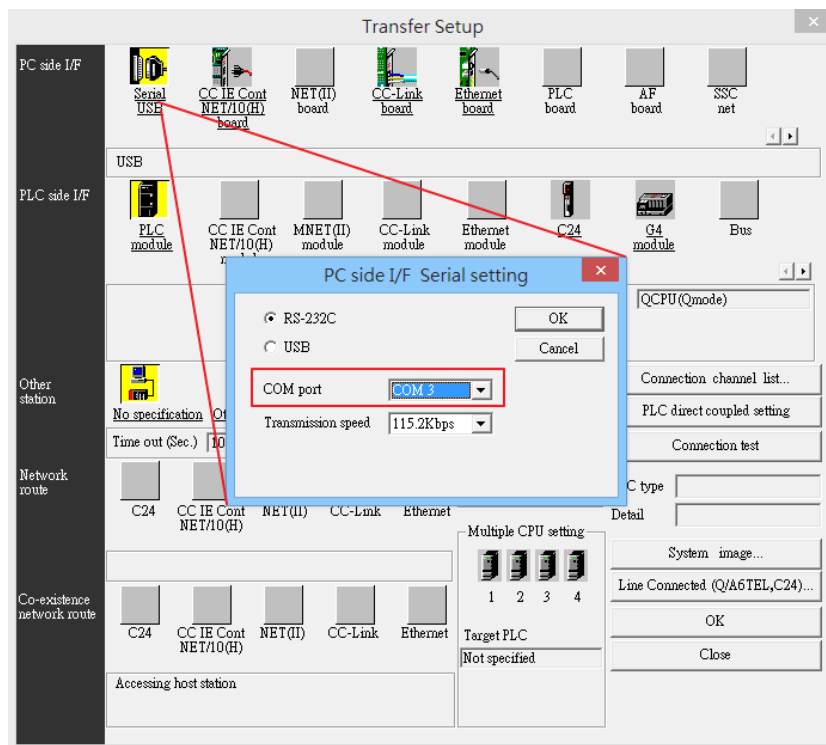 Transfer Setup
PC side I/F
Serial
USB
CC IE Cont
NET/10(H)
board
NET(II)
board
CC-Link
board
Ethernet
board
PLC
board
AF
board
SSC
net
USB
PLC side I/F
PLC
module
CC IE Cont
NET/10(H)
MNET(II)
module
CC-Link
module
Ethernet
module
C24
G4
module
Bus
PC side I/F Serial setting
RS-232C
USB
OK
Cancel
COM port
COM 3
Transmission speed
115.2Kbps
QCPU(Qmode)
Other
station
No specification
Time out (Sec.)
10
Connection channel list...
PLC direct coupled setting
Connection test
C type
Detail
System image...
Line Connected (Q/A6TEL,C24)...
OK
Close
Network
route
C24
CC IE Cont
NET/10(H)
NET(II)
CC-Link
Ethernet
Multiple CPU setting
1 2 3 4
Target PLC
Not specified
Co-existence
network route
C24
CC IE Cont
NET/10(H)
NET(II)
CC-Link
Ethernet
Accessing host station